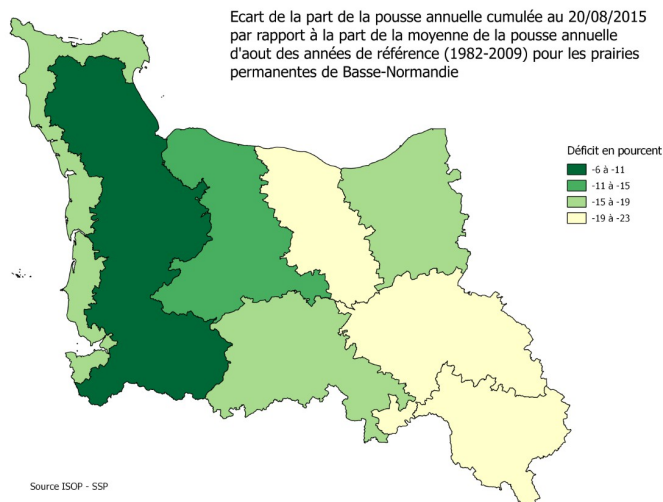 Ecart de la part de la pousse annuelle cumulée au 20/08/2015
par rapport à la part de la moyenne de la pousse annuelle
d'aout des années de référence (1982-2009) pour les prairies
permanentes de Basse-Normandie
Déficit en pourcent
-6 à -11
-11 à -15
-15 à -19
-19 à -23
Source ISOP - SSP